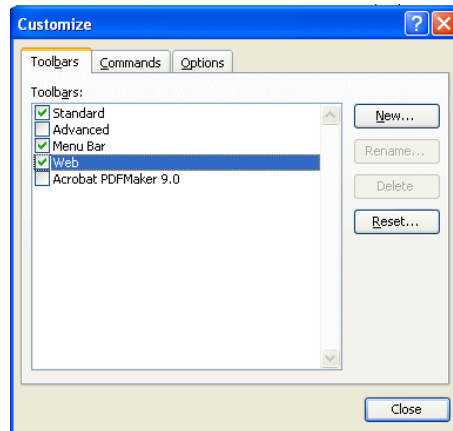 Customize
Toolbars Commands Options
Toolbars:
Standard
Advanced
Menu Bar
Web
Acrobat PDFMaker 9.0
New...
Rename...
Delete
Reset...
Close